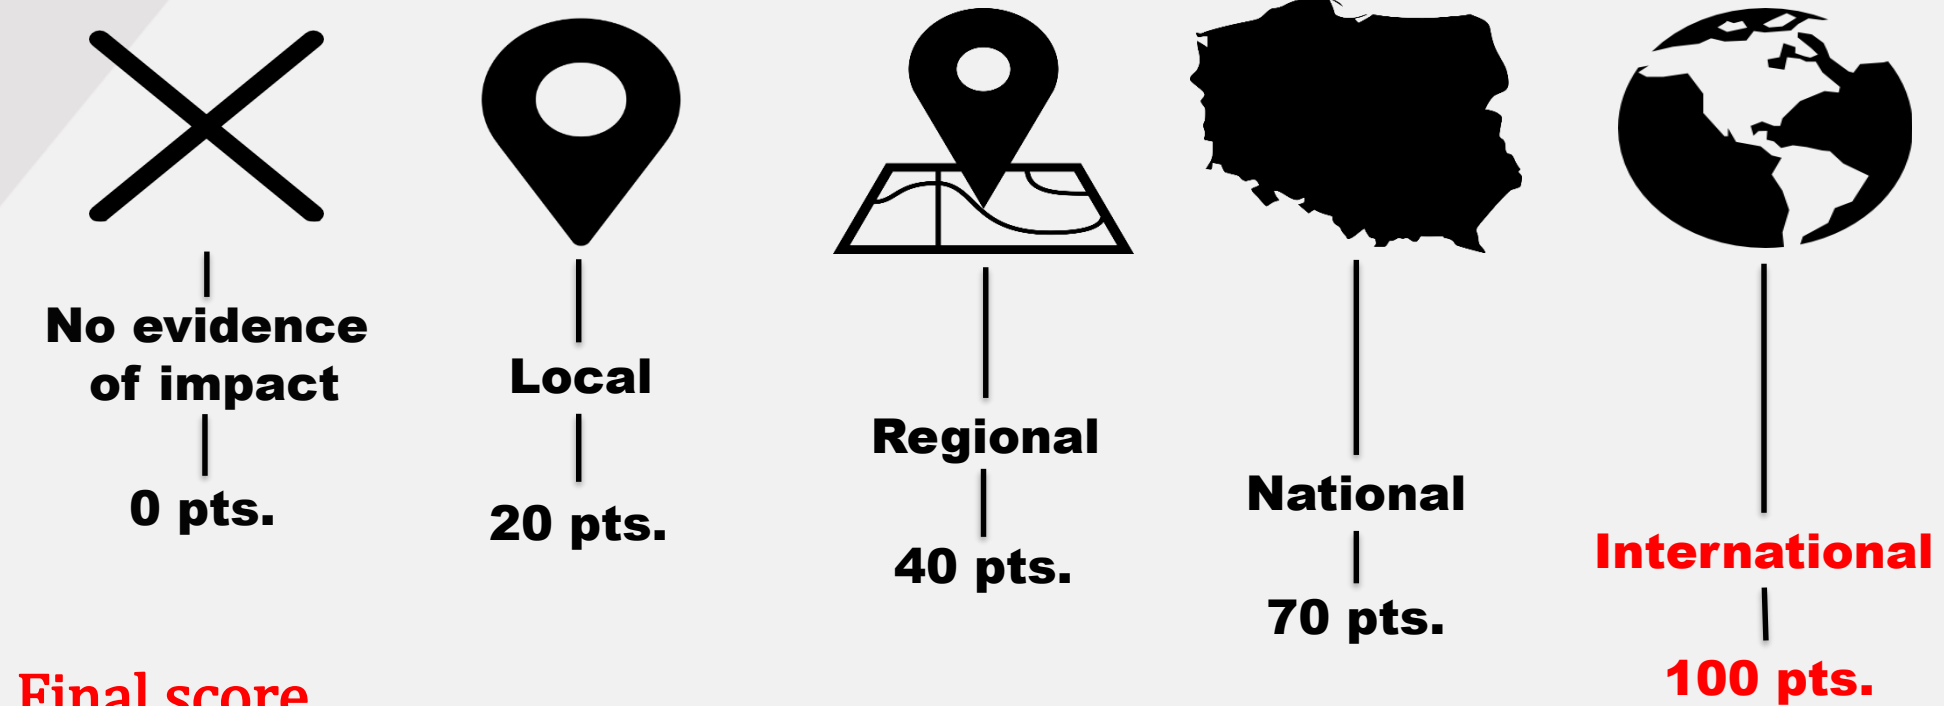 No evidence
of impact
0 pts.
Local
20 pts.
Regional
40 pts.
National
70 pts.
International
100 pts.
Final score